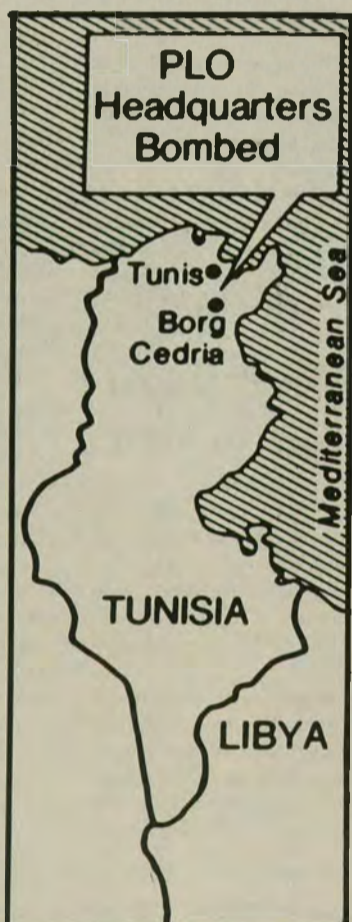 PLO
Headquarters
Bombed
Tunis
Borg
Cedria
Mediterranean Sea
TUNISIA
LIBYA